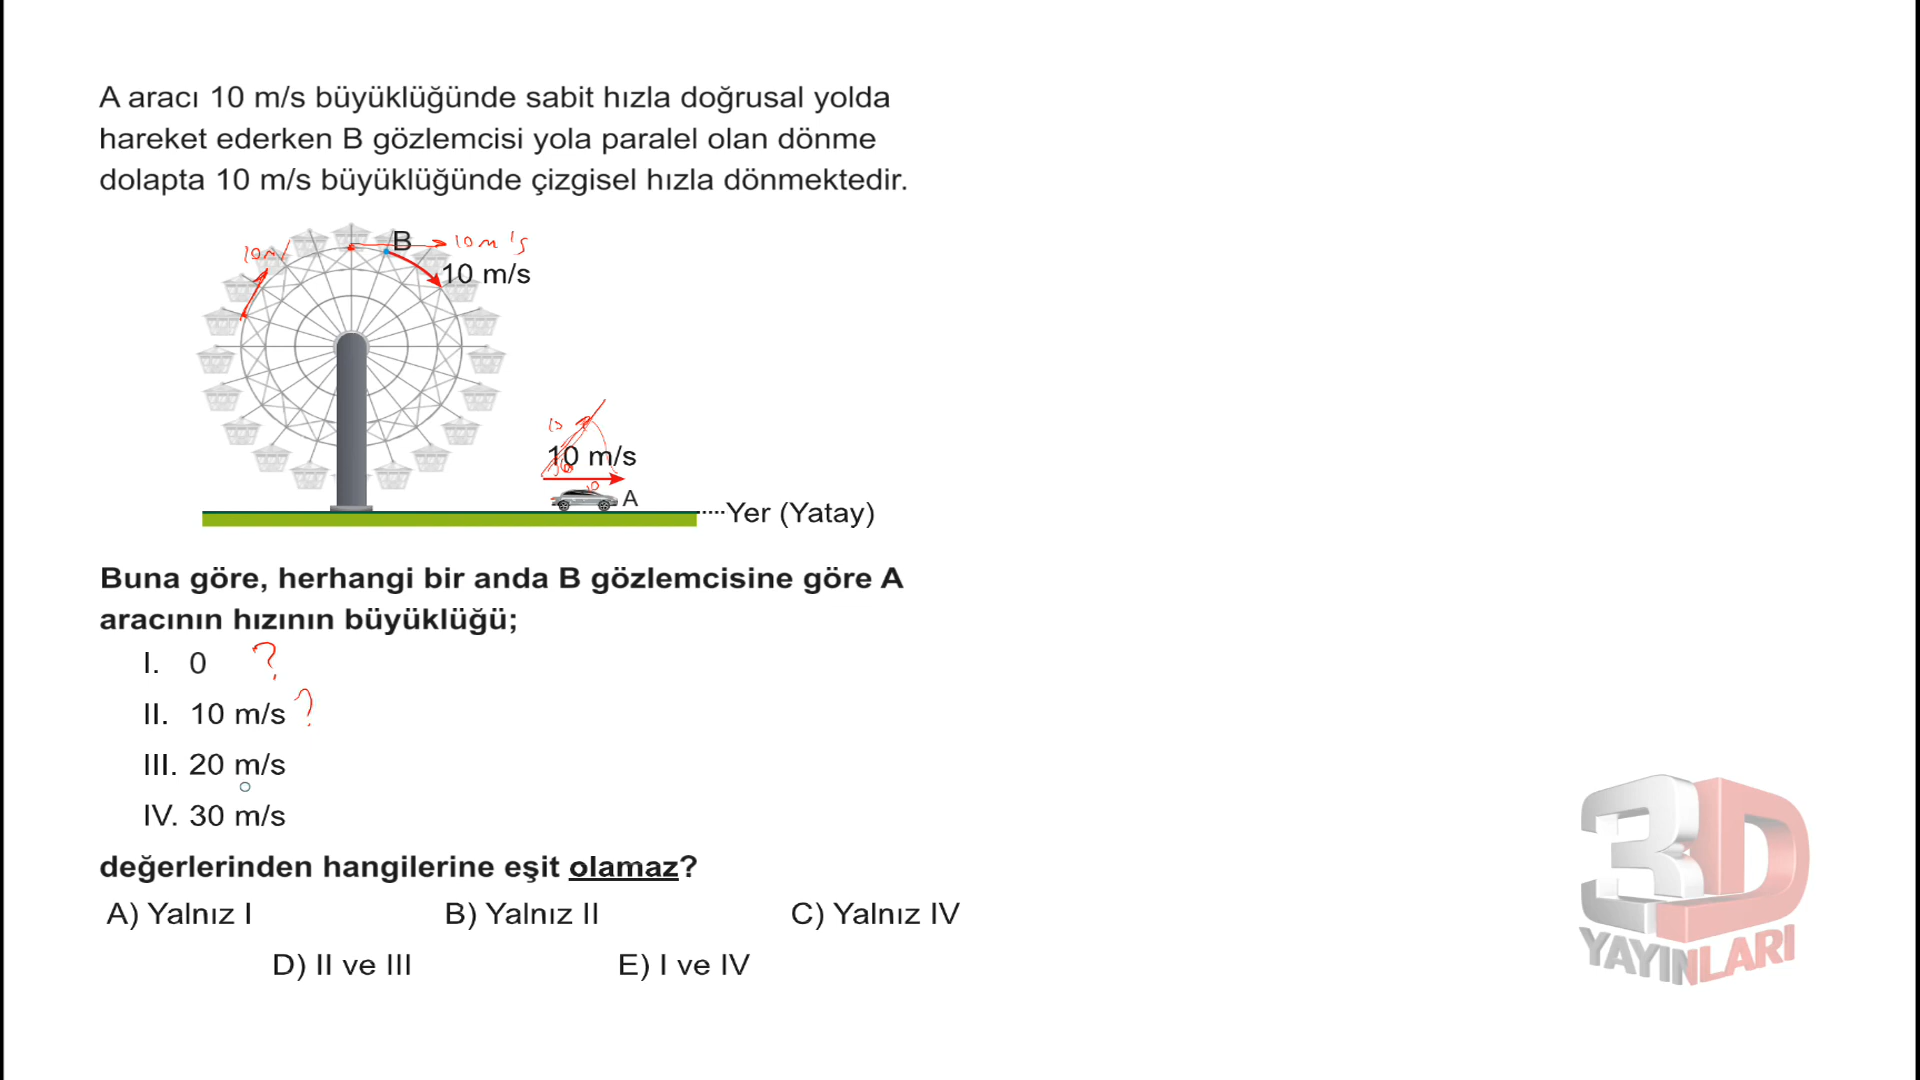 A aracı 10 m/s büyüklüğünde sabit hızla doğrusal yolda
hareket ederken B gözlemcisi yola paralel olan dönme
dolapta 10 m/s büyüklüğünde çizgisel hızla dönmektedir.
B
10 m/s
10 m/s
10 m/s
10
A
Yer (Yatay)
Buna göre, herhangi bir anda B gözlemcisine göre A
aracının hızının büyüklüğü;
I. 0 ?
II. 10 m/s ?
III. 20 m/s
IV. 30 m/s
değerlerinden hangilerine eşit olamaz?
A) Yalnız I B) Yalnız II C) Yalnız IV
D) II ve III E) I ve IV
3D
YAYINLARI